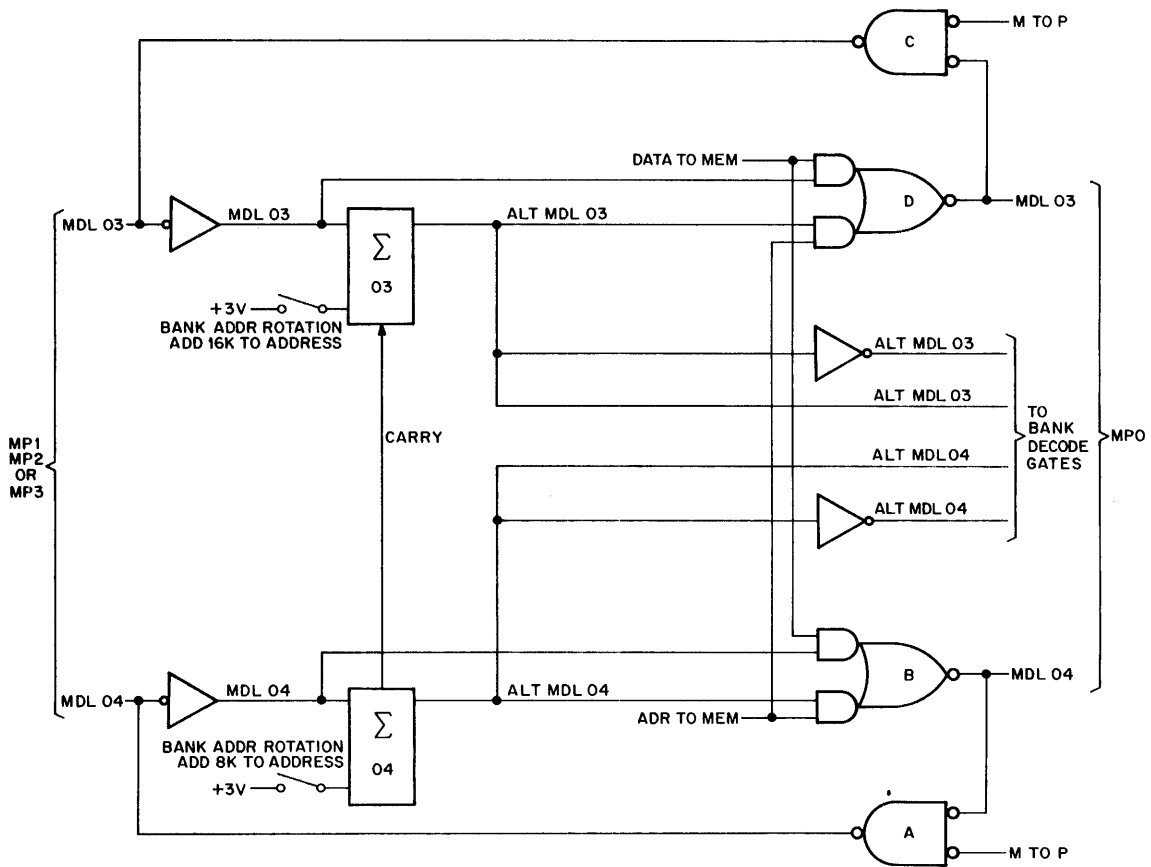 M TO P
C
DATA TO MEM
MDL 03
MDL 03
ALT MDL 03
D
MDL 03
Σ
03
+3V
BANK ADDR ROTATION
ADD 16K TO ADDRESS
ALT MDL 03
ALT MDL 03
MP1
MP2
OR
MP3
CARRY
TO
BANK
DECODE
GATES
MP0
ALT MDL 04
ALT MDL 04
MDL 04
MDL 04
ALT MDL 04
B
MDL 04
Σ
04
ADR TO MEM
BANK ADDR ROTATION
ADD 8K TO ADDRESS
+3V
A
M TO P